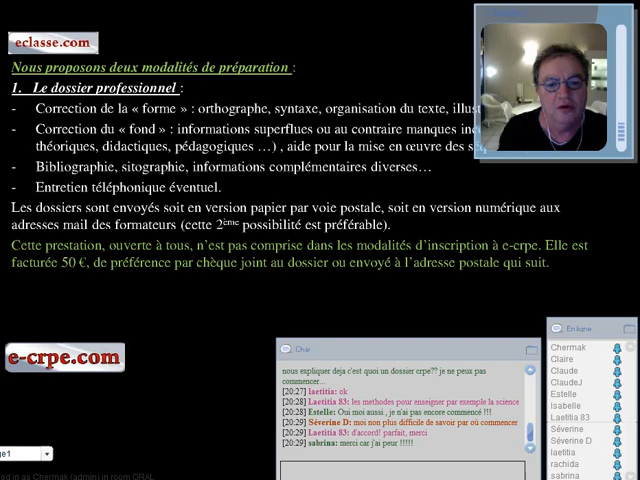 eclasse.com
Nous proposons deux modalités de préparation :
1. Le dossier professionnel :
- Correction de la « forme » : orthographe, syntaxe, organisation du texte, illust
- Correction du « fond » : informations superflues ou au contraire manques
théoriques, didactiques, pédagogiques …) , aide pour la mise en œuvre des
- Bibliographie, sitographie, informations complémentaires diverses…
- Entretien téléphonique éventuel.
Les dossiers sont envoyés soit en version papier par voie postale, soit en version numérique aux
adresses mail des formateurs (cette 2ème possibilité est préférable).
Cette prestation, ouverte à tous, n’est pas comprise dans les modalités d’inscription à e-crpe. Elle est
facturée 50 €, de préférence par chèque joint au dossier ou envoyé à l’adresse postale qui suit.
e-crpe.com
Chat
nous expliquer deja c'est quoi un dossier crpe?? je ne peux pas
commencer...
[20:27] laetitia: ok
[20:28] Laetitia 83: les methodes pour enseigner par exemple la science
[20:28] Estelle: Oui moi aussi , je n'ai pas encore commencé !!!
[20:29] Séverine D: moi non plus difficile de savoir par où commencer
[20:29] Laetitia 83: d'accord! parfait, merci
[20:29] sabrina: merci car j'ai peur !!!!!
En ligne
Chermak
Claire
Claude
ClaudeJ
Estelle
Isabelle
Laetitia 83
Séverine
Séverine D
laetitia
rachida
sabrina
ge1
ed in as Chermak (admin) in room ORAL